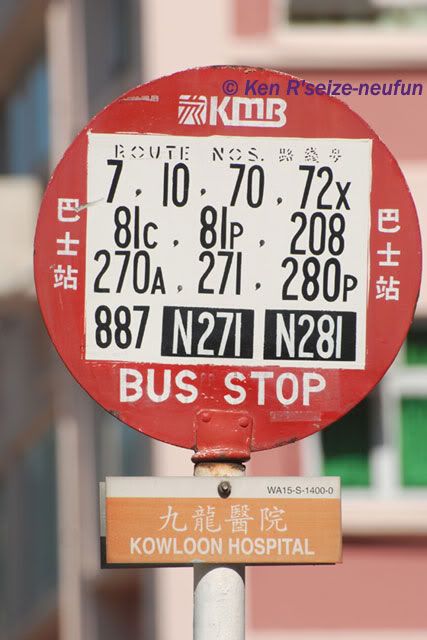 © Ken R'seize-neufun
KMB
ROUTE NOS. 路線号
7, 10, 70, 72X
81C, 81P, 208
270A, 271, 280P
887 N271 N281
巴士站
巴士站
BUS STOP
WA15-S-1400-0
九龍醫院
KOWLOON HOSPITAL